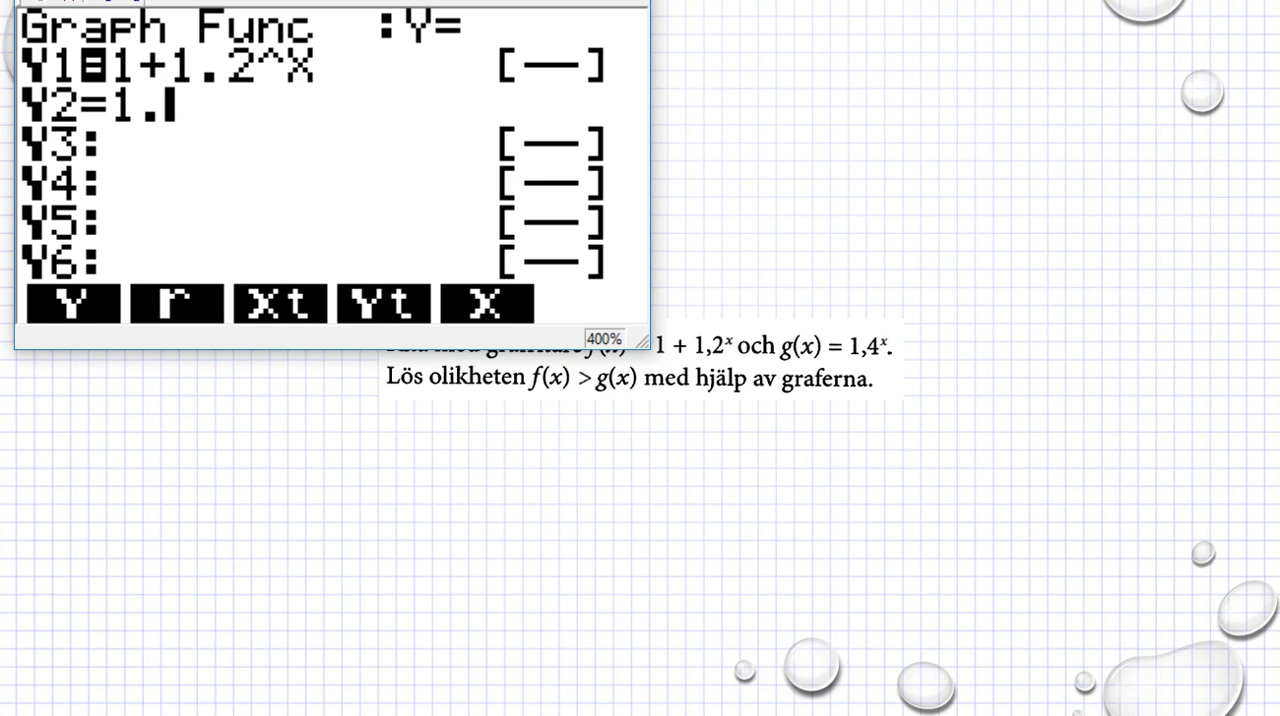 Graph Func :Y=
Y1=1+1.2^X [—]
Y2=1.
Y3: [—]
Y4: [—]
Y5: [—]
Y6: [—]
Y r Xt Yt X
400%
1 + 1,2ˣ och g(x) = 1,4ˣ.
Lös olikheten f(x) > g(x) med hjälp av graferna.